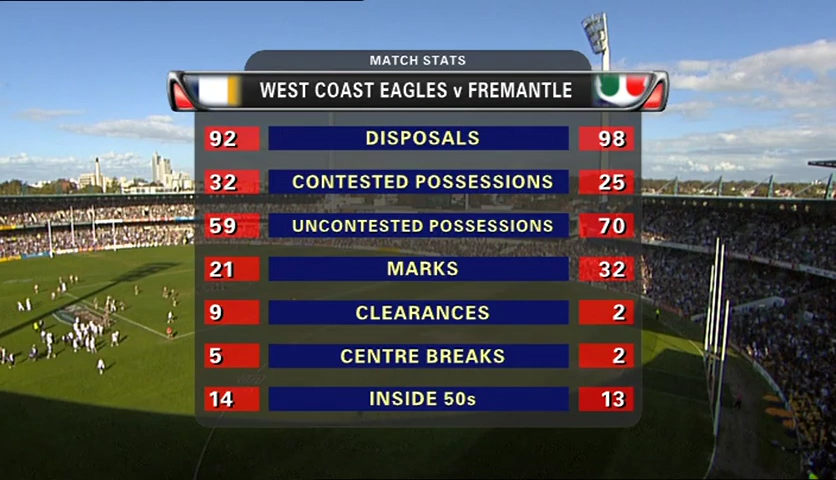 MATCH STATS
WEST COAST EAGLES v FREMANTLE
92 DISPOSALS 98
32 CONTESTED POSSESSIONS 25
59 UNCONTESTED POSSESSIONS 70
21 MARKS 32
9 CLEARANCES 2
5 CENTRE BREAKS 2
14 INSIDE 50s 13